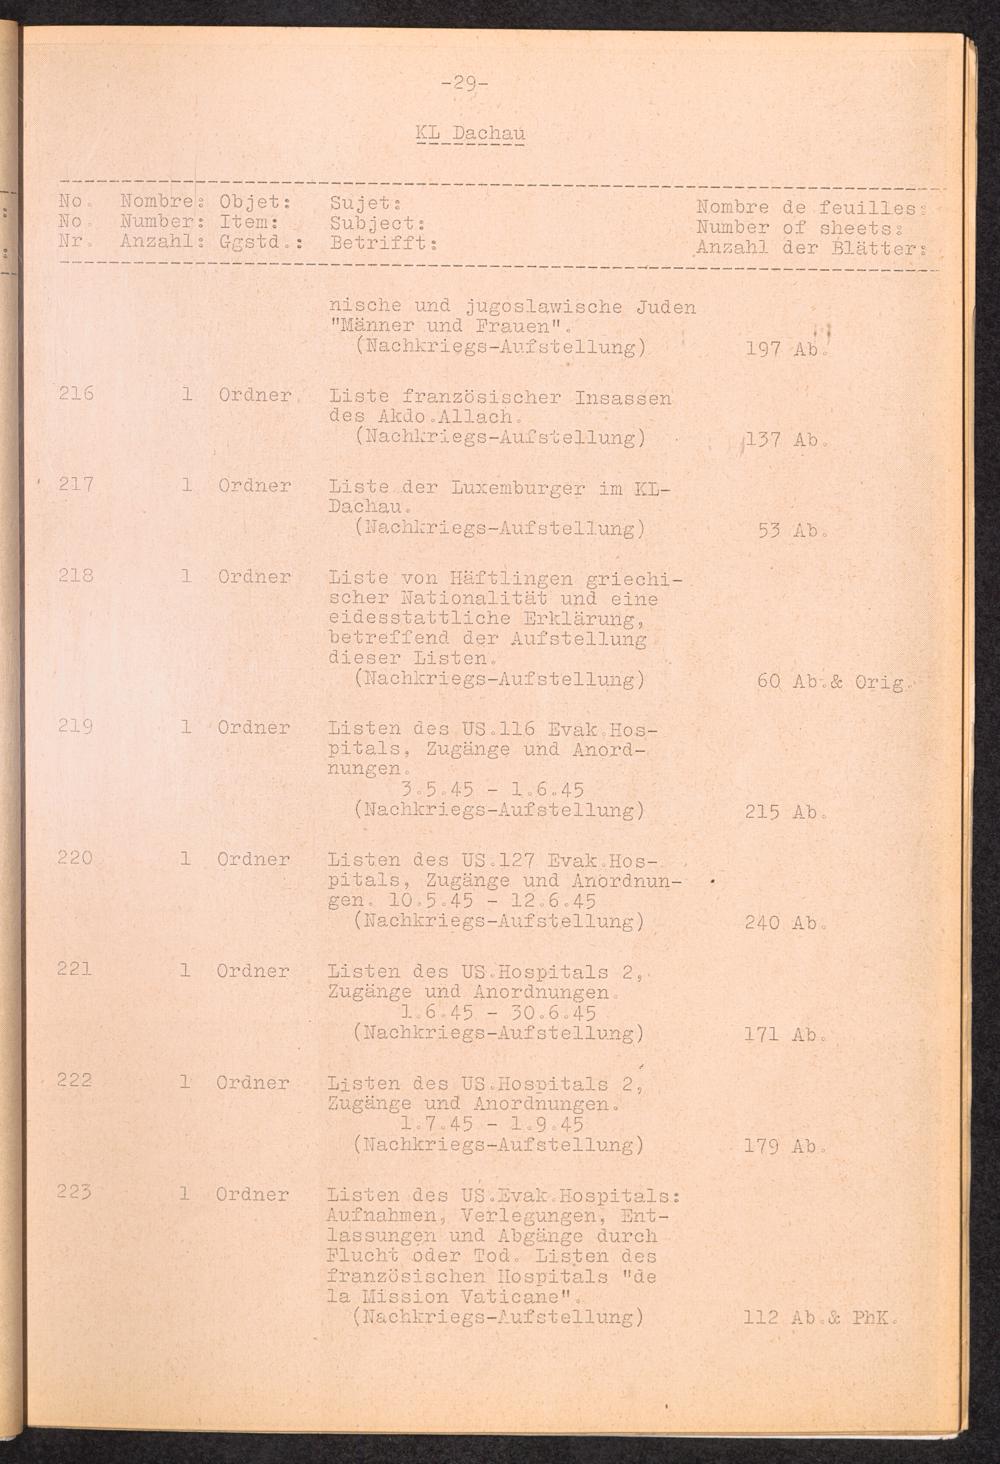 -29-
KL Dachau
No. Nombre: Objet: Sujet: Nombre de feuilles:
No. Number: Item: Subject: Number of sheets:
Nr. Anzahl: Ggstd.: Betrifft: Anzahl der Blätter:
nische und jugoslawische Juden
"Männer und Frauen".
(Nachkriegs-Aufstellung) 197 Ab.
216 1 Ordner Liste französischer Insassen
des Akdo.Allach.
(Nachkriegs-Aufstellung) 137 Ab.
217 1 Ordner Liste der Luxemburger im KL-
Dachau.
(Nachkriegs-Aufstellung) 53 Ab.
218 1 Ordner Liste von Häftlingen griechi-
scher Nationalität und eine
eidesstattliche Erklärung,
betreffend der Aufstellung
dieser Listen.
(Nachkriegs-Aufstellung) 60 Ab.& Orig.
219 1 Ordner Listen des US.116 Evak.Hos-
pitals, Zugänge und Anord-
nungen.
3.5.45 - 1.6.45
(Nachkriegs-Aufstellung) 215 Ab.
220 1 Ordner Listen des US.127 Evak.Hos-
pitals, Zugänge und Anordnun-
gen. 10.5.45 - 12.6.45
(Nachkriegs-Aufstellung) 240 Ab.
221 1 Ordner Listen des US.Hospitals 2,
Zugänge und Anordnungen.
1.6.45 - 30.6.45
(Nachkriegs-Aufstellung) 171 Ab.
222 1 Ordner Listen des US.Hospitals 2,
Zugänge und Anordnungen.
1.7.45 - 1.9.45
(Nachkriegs-Aufstellung) 179 Ab.
223 1 Ordner Listen des US.Evak.Hospitals:
Aufnahmen, Verlegungen, Ent-
lassungen und Abgänge durch
Flucht oder Tod. Listen des
französischen Hospitals "de
la Mission Vaticane".
(Nachkriegs-Aufstellung) 112 Ab.& PhK.